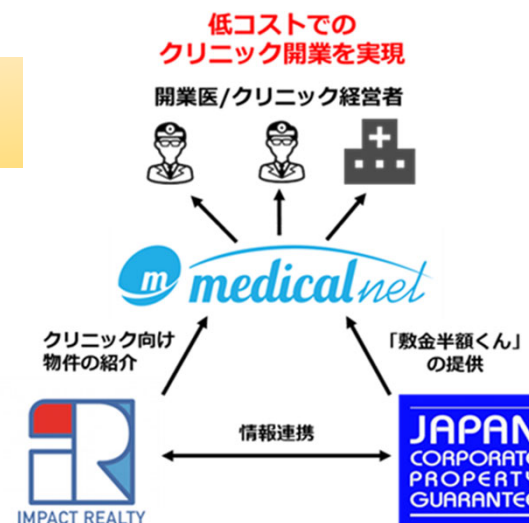 低コストでの
クリニック開業を実現
開業医/クリニック経営者
m medicalnet
クリニック向け
物件の紹介
「敷金半額くん」
の提供
情報連携
iR
IMPACT REALTY
JAPAN
CORPORATE
PROPERTY
GUARANTEE